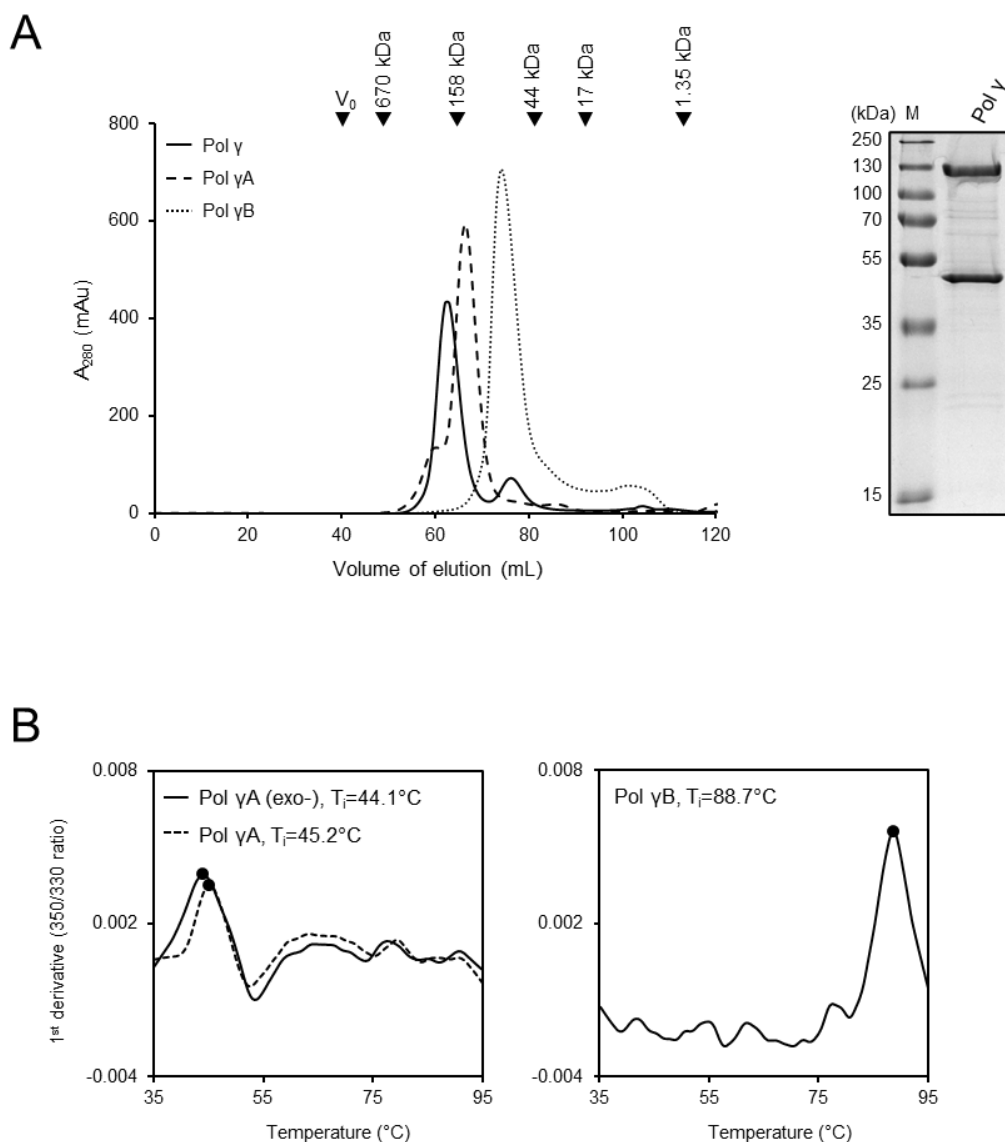 A
V₀
670 kDa
158 kDa
44 kDa
17 kDa
1.35 kDa
800
600
400
200
0
Pol γ
Pol γA
Pol γB
A₂₈₀ (mAu)
0 20 40 60 80 100 120
Volume of elution (mL)
(kDa) M Pol γ
250
130
100
70
55
35
25
15
B
0.008
0.002
-0.004
1ˢᵗ derivative (350/330 ratio)
Pol γA (exo-), Tᵢ=44.1°C
Pol γA, Tᵢ=45.2°C
35 55 75 95
Temperature (°C)
0.008
0.002
-0.004
Pol γB, Tᵢ=88.7°C
35 55 75 95
Temperature (°C)